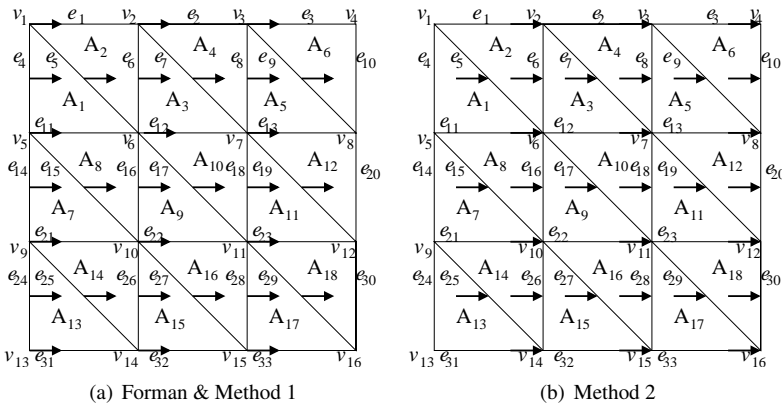 v1 e1 v2 e2 v3 e3 v4 v1 e1 v2 e2 v3 e3 v4
e4 e5 A2 e6 e7 A4 e8 e9 A6 e10 e4 e5 A2 e6 e7 A4 e8 e9 A6 e10
A1 A3 A5 A1 A3 A5
v5 e11 v6 e12 v7 e13 v8 v5 e11 v6 e12 v7 e13 v8
e14 e15 A8 e16 e17 A10 e18 e19 A12 e20 e14 e15 A8 e16 e17 A10 e18 e19 A12 e20
A7 A9 A11 A7 A9 A11
v9 e21 v10 e22 v11 e23 v12 v9 e21 v10 e22 v11 e23 v12
e24 e25 A14 e26 e27 A16 e28 e29 A18 e30 e24 e25 A14 e26 e27 A16 e28 e29 A18 e30
A13 A15 A17 A13 A15 A17
v13 e31 v14 e32 v15 e33 v16 v13 e31 v14 e32 v15 e33 v16
(a) Forman & Method 1 (b) Method 2